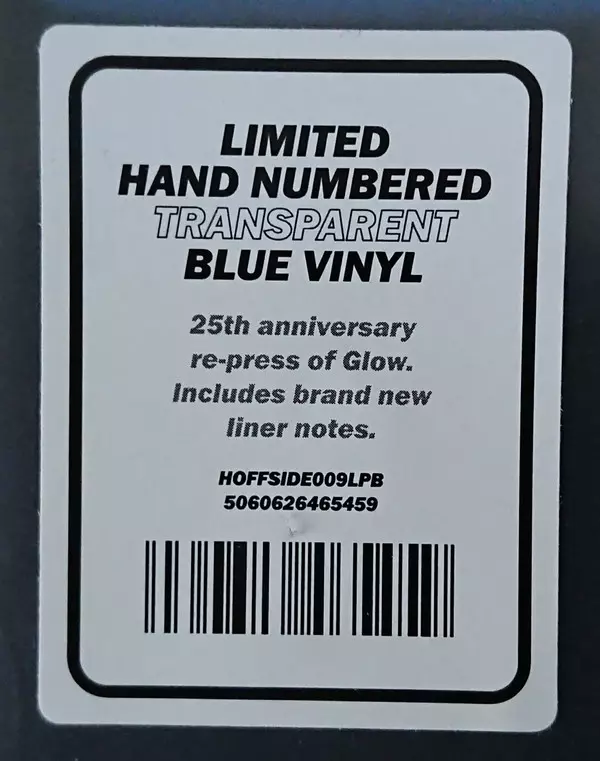 LIMITED
HAND NUMBERED
TRANSPARENT
BLUE VINYL
25th anniversary
re-press of Glow.
Includes brand new
liner notes.
HOFFSIDE009LPB
5060626465459